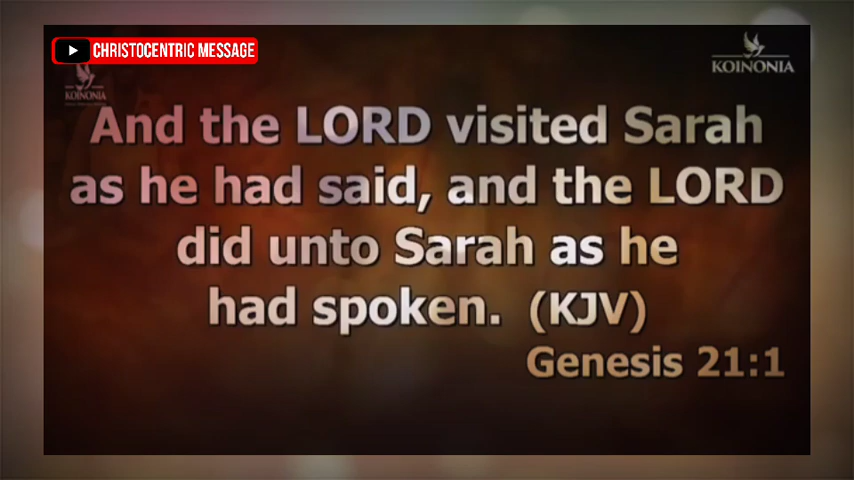 CHRISTOCENTRIC MESSAGE
KOINONIA
KOINONIA
And the LORD visited Sarah
as he had said, and the LORD
did unto Sarah as he
had spoken. (KJV)
Genesis 21:1